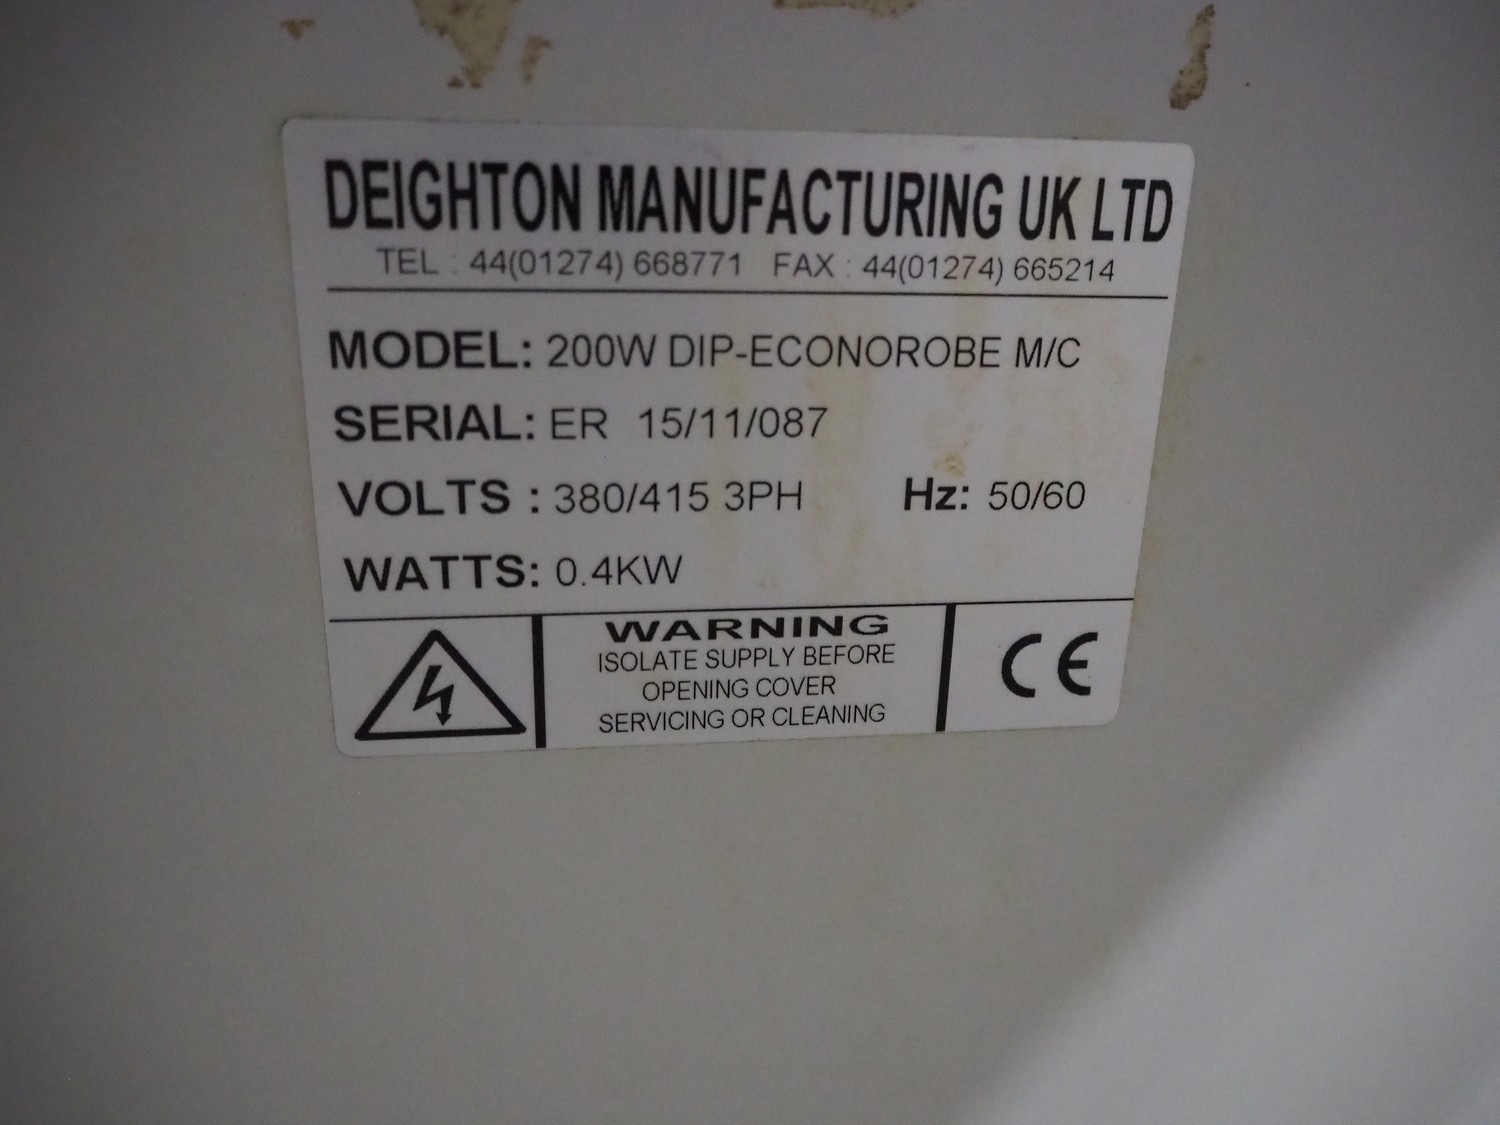 DEIGHTON MANUFACTURING UK LTD
TEL : 44(01274) 668771 FAX : 44(01274) 665214
MODEL: 200W DIP-ECONOROBE M/C
SERIAL: ER 15/11/087
VOLTS : 380/415 3PH Hz: 50/60
WATTS: 0.4KW
WARNING
ISOLATE SUPPLY BEFORE
OPENING COVER
SERVICING OR CLEANING
CE